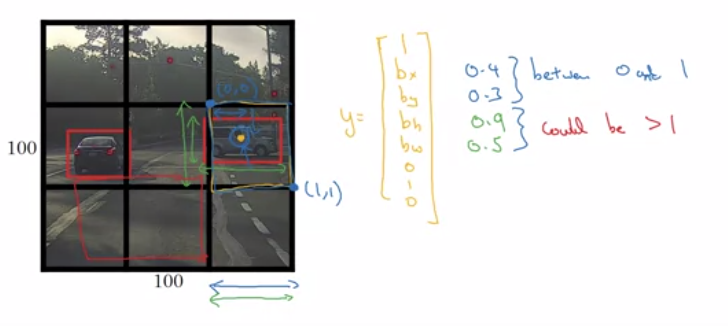 (0,0)
100
(1,1)
100
y=
1
bx
by
bh
bw
0
1
0
0.4
0.3
between 0 and 1
0.9
0.5
could be >1